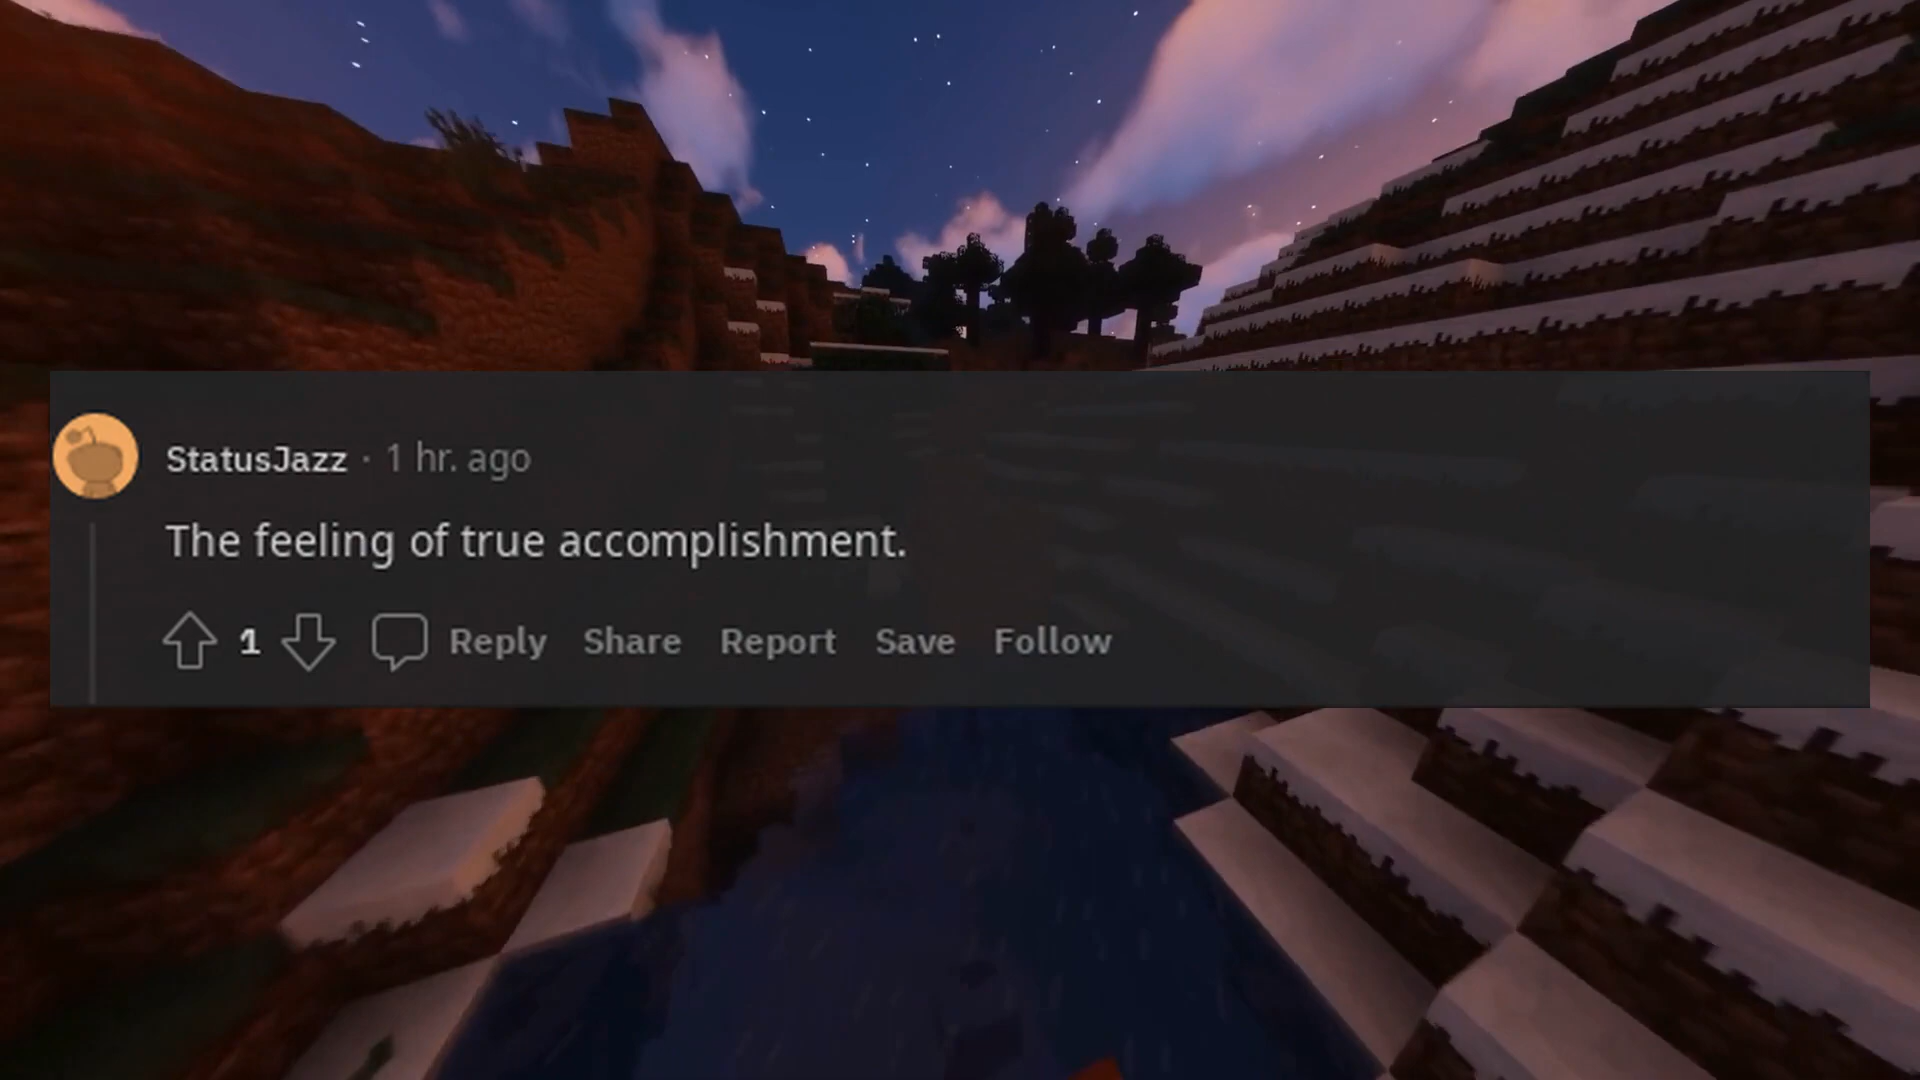 StatusJazz · 1 hr. ago
The feeling of true accomplishment.
1 Reply Share Report Save Follow